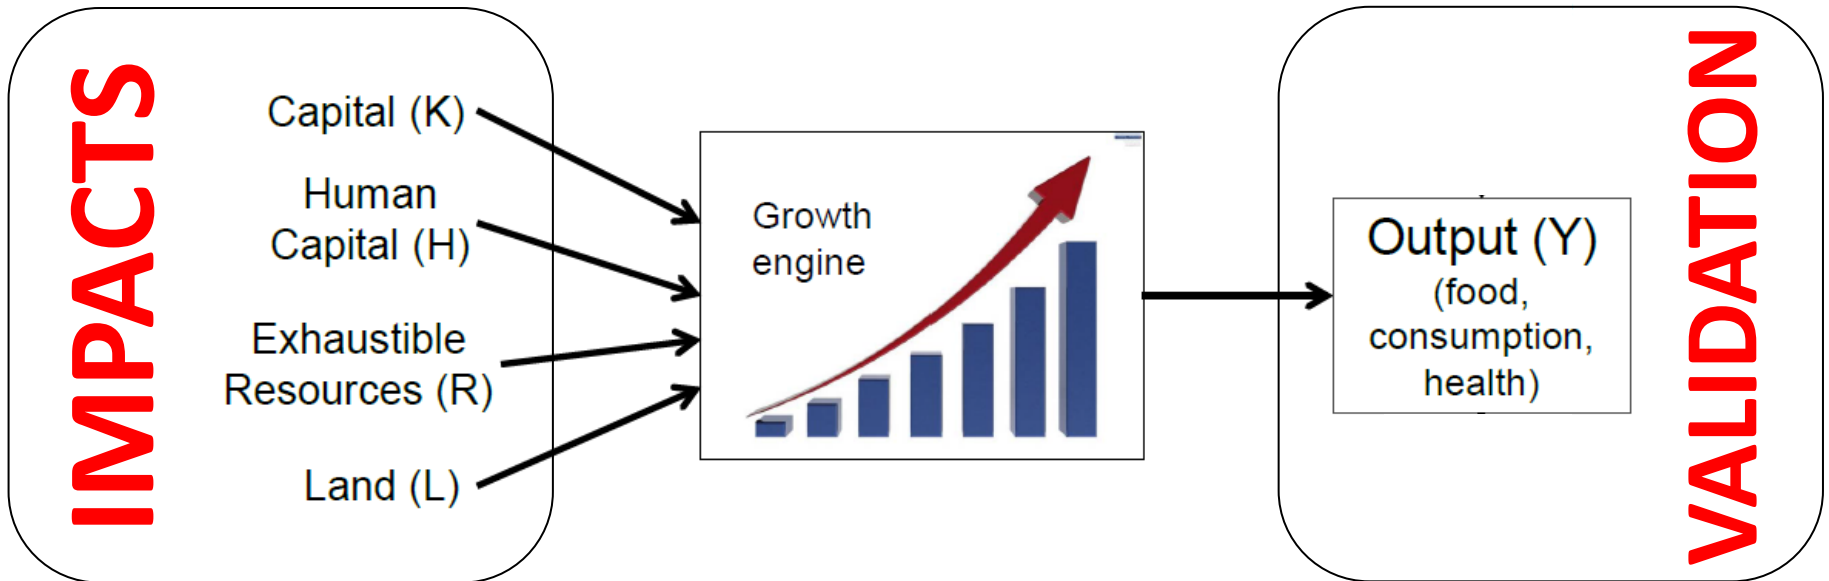 IMPACTS
Capital (K)
Human
Capital (H)
Exhaustible
Resources (R)
Land (L)
Growth
engine
Output (Y)
(food,
consumption,
health)
VALIDATION